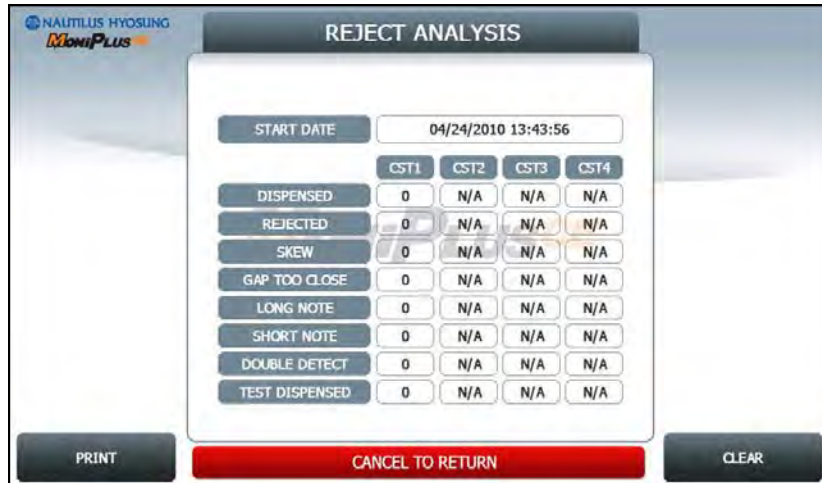 NAUTILUS HYOSUNG
MoniPlus
REJECT ANALYSIS
START DATE 04/24/2010 13:43:56
CST1 CST2 CST3 CST4
DISPENSED 0 N/A N/A N/A
REJECTED 0 N/A N/A N/A
SKEW 0 N/A N/A N/A
GAP TOO CLOSE 0 N/A N/A N/A
LONG NOTE 0 N/A N/A N/A
SHORT NOTE 0 N/A N/A N/A
DOUBLE DETECT 0 N/A N/A N/A
TEST DISPENSED 0 N/A N/A N/A
PRINT CANCEL TO RETURN CLEAR